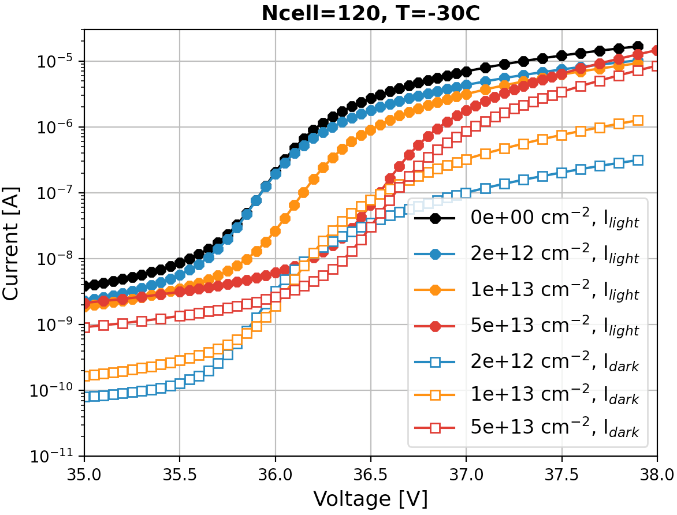 Ncell=120, T=-30C
Current [A]
10⁻⁵
10⁻⁶
10⁻⁷
10⁻⁸
10⁻⁹
10⁻¹⁰
10⁻¹¹
0e+00 cm⁻², I_light
2e+12 cm⁻², I_light
1e+13 cm⁻², I_light
5e+13 cm⁻², I_light
2e+12 cm⁻², I_dark
1e+13 cm⁻², I_dark
5e+13 cm⁻², I_dark
35.0 35.5 36.0 36.5 37.0 37.5 38.0
Voltage [V]